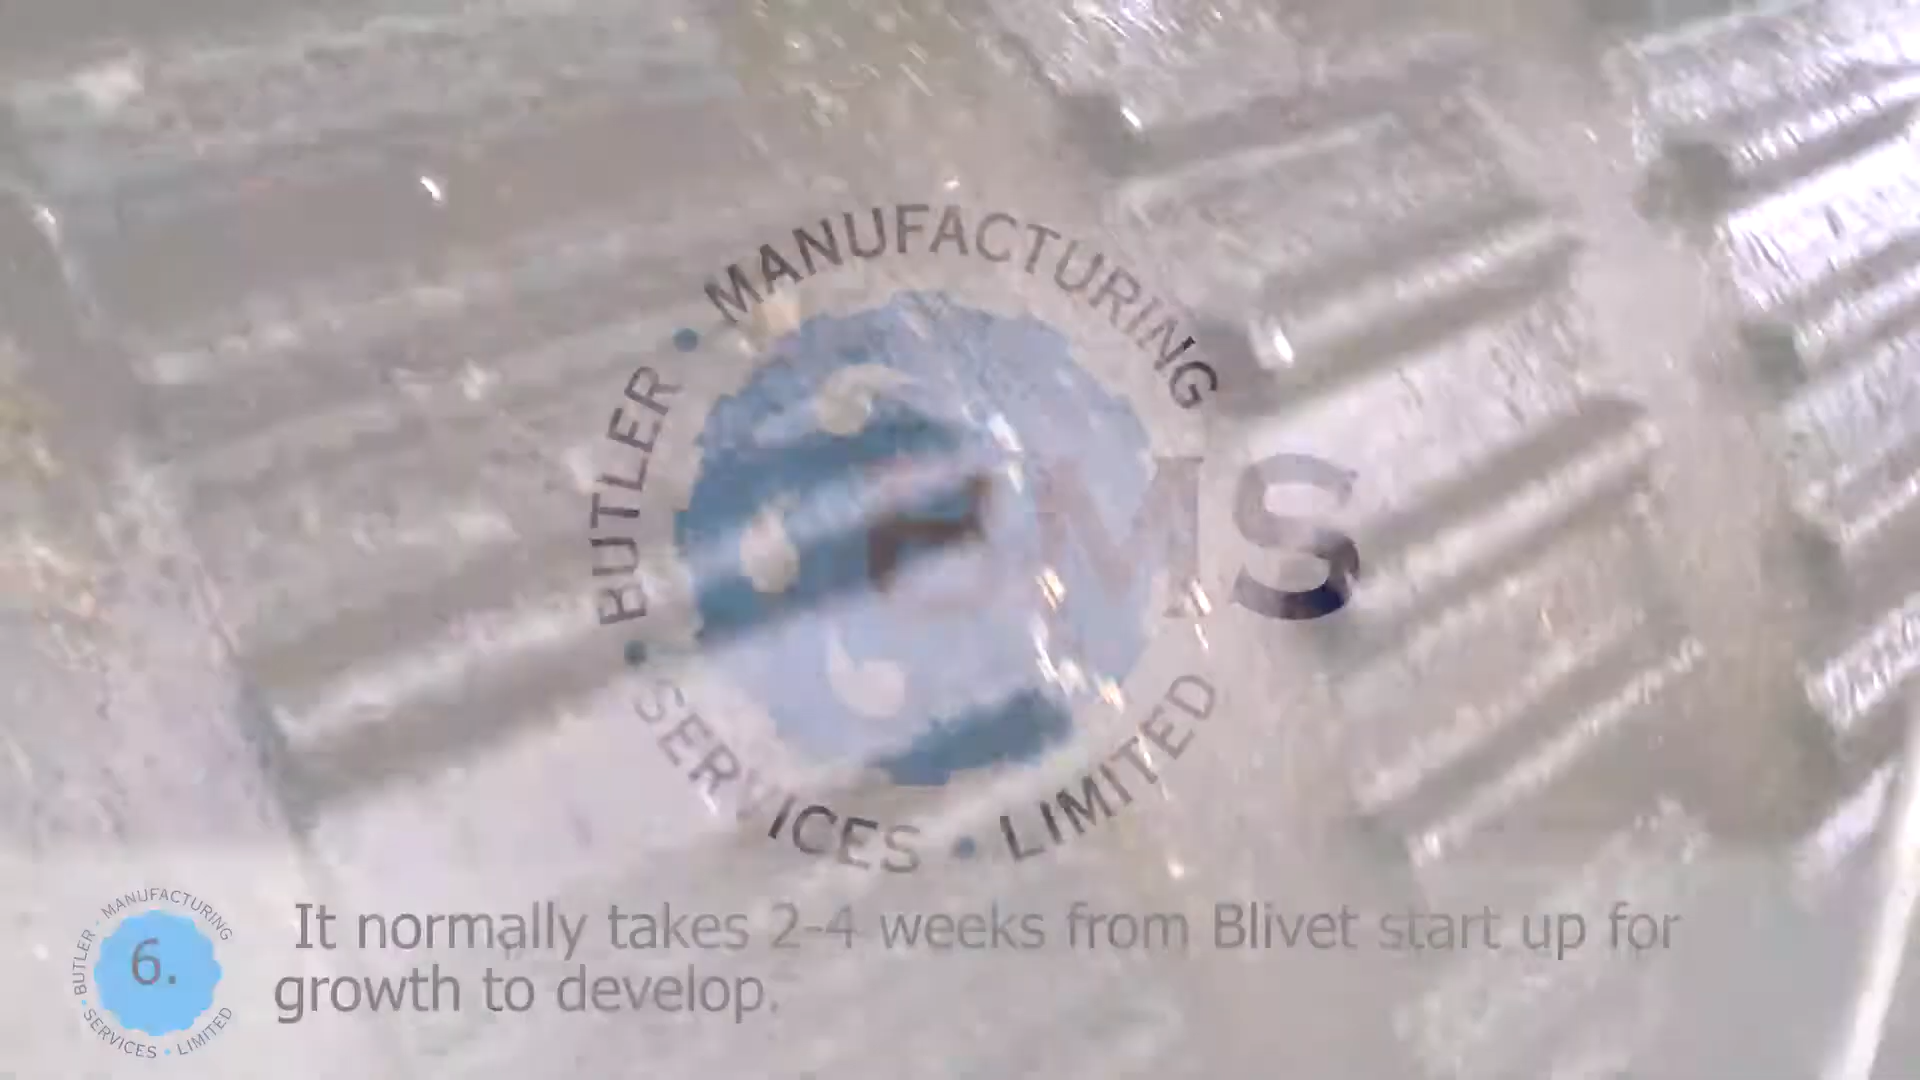 BUTLER • MANUFACTURING
SERVICES • LIMITED
MS
BUTLER • MANUFACTURING
SERVICES • LIMITED
6.
It normally takes 2-4 weeks from Blivet start up for
growth to develop.